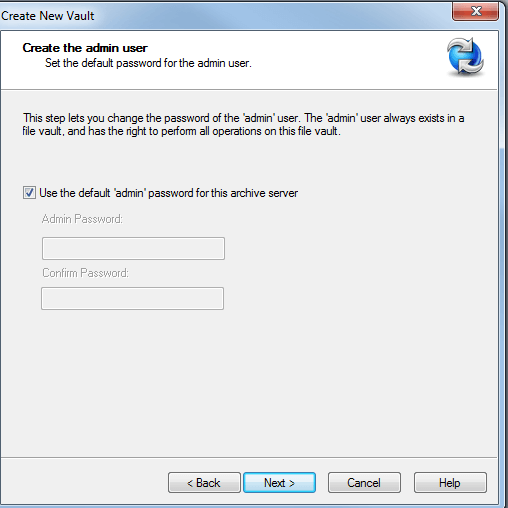 Create New Vault
Create the admin user
Set the default password for the admin user.
This step lets you change the password of the 'admin' user. The 'admin' user always exists in a
file vault, and has the right to perform all operations on this file vault.
Use the default 'admin' password for this archive server
Admin Password:
Confirm Password:
< Back
Next >
Cancel
Help